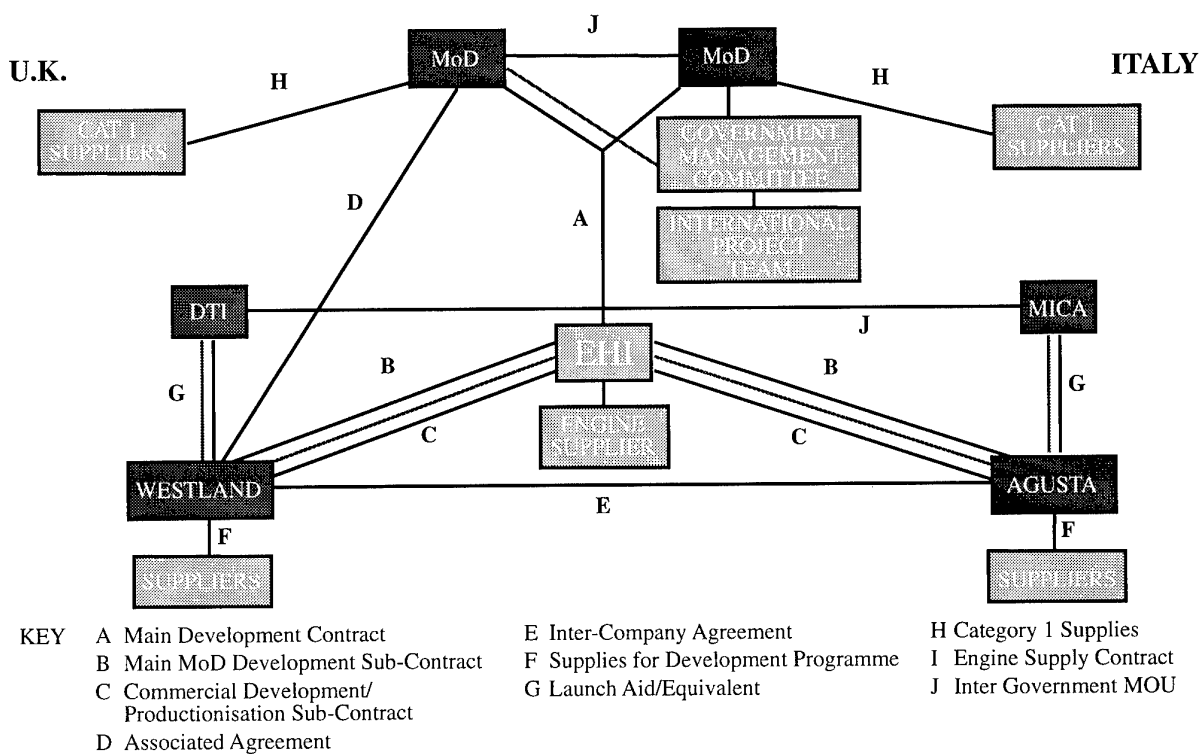 J
MoD
MoD
U.K.
ITALY
H
H
CAT 1
SUPPLIERS
GOVERNMENT
MANAGEMENT
COMMITTEE
CAT 1
SUPPLIERS
D
A
INTERNATIONAL
PROJECT
TEAM
DTI
MICA
J
EHI
B
B
G
G
ENGINE
SUPPLIER
C
C
WESTLAND
AGUSTA
E
F
F
SUPPLIERS
SUPPLIERS
KEY
A Main Development Contract
B Main MoD Development Sub-Contract
C Commercial Development/
Productionisation Sub-Contract
D Associated Agreement
E Inter-Company Agreement
F Supplies for Development Programme
G Launch Aid/Equivalent
H Category 1 Supplies
I Engine Supply Contract
J Inter Government MOU